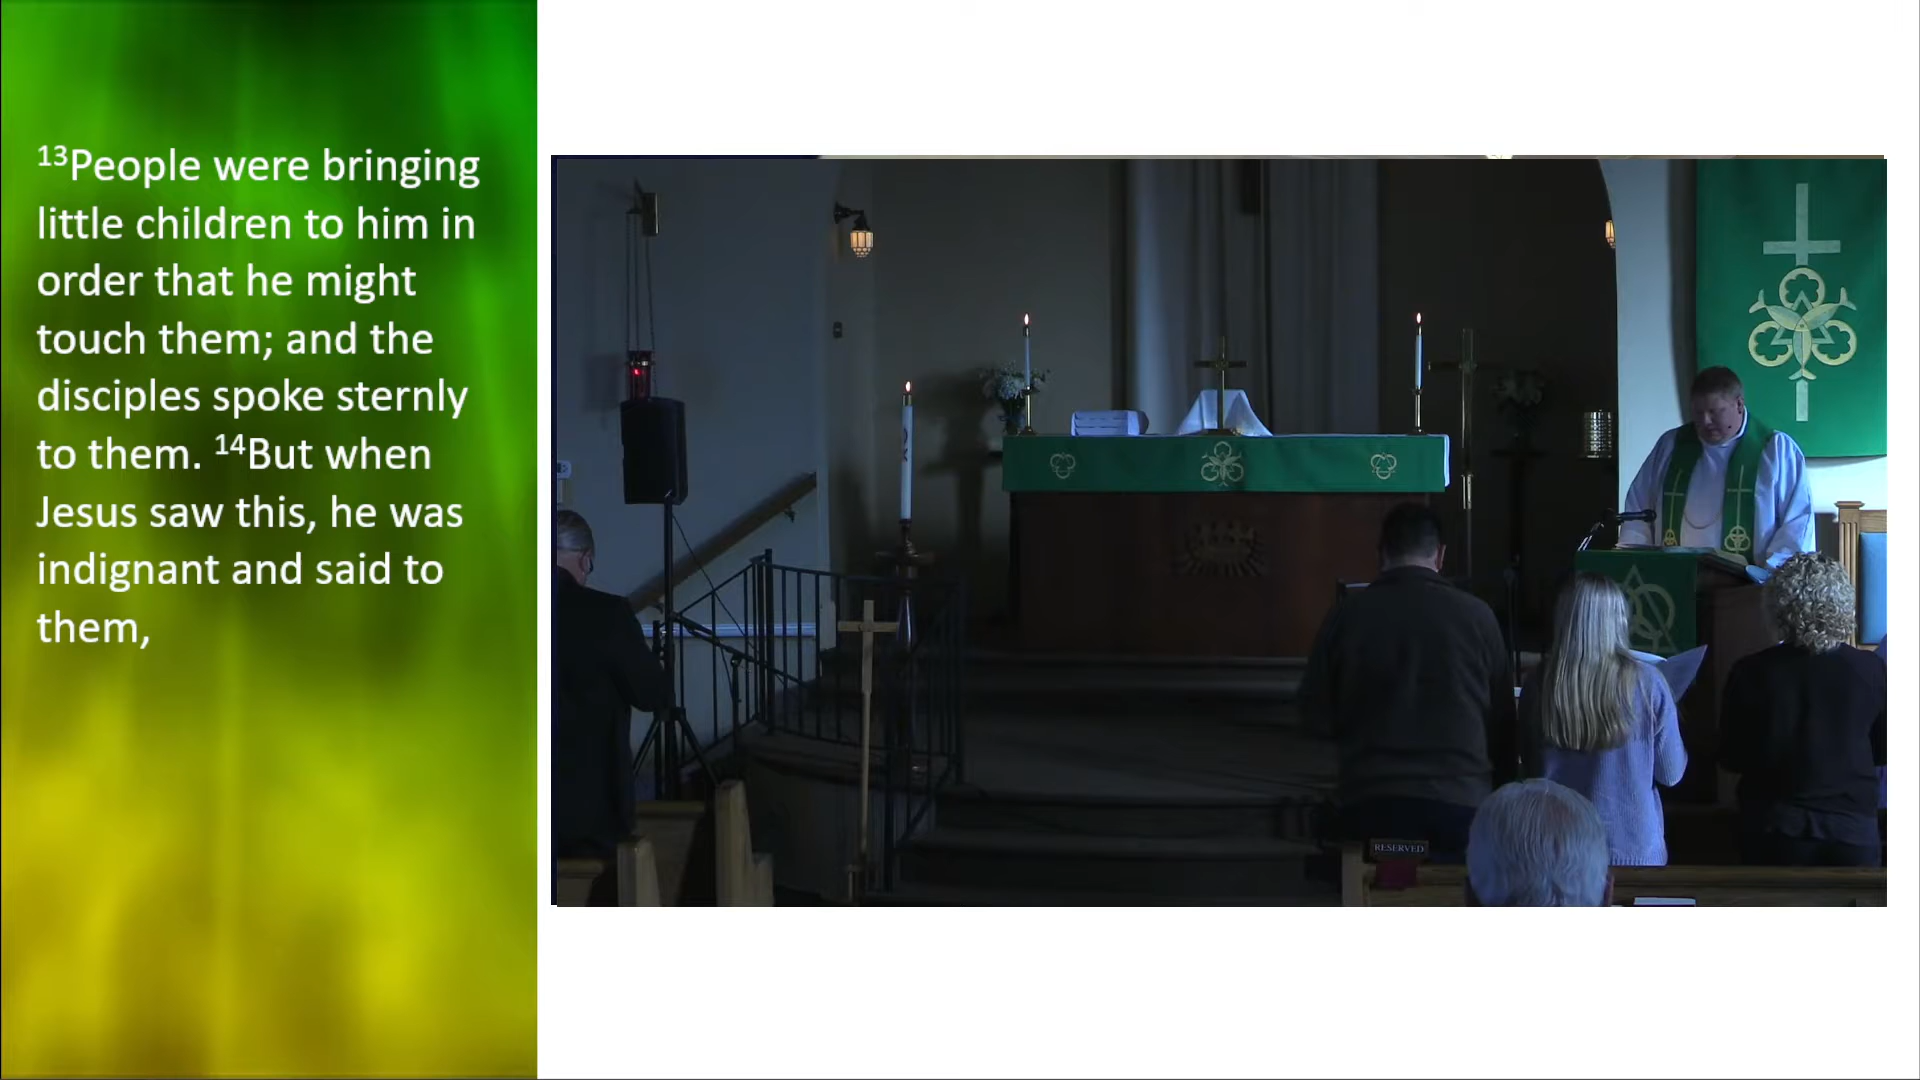 ¹³People were bringing
little children to him in
order that he might
touch them; and the
disciples spoke sternly
to them. ¹⁴But when
Jesus saw this, he was
indignant and said to
them,
RESERVED